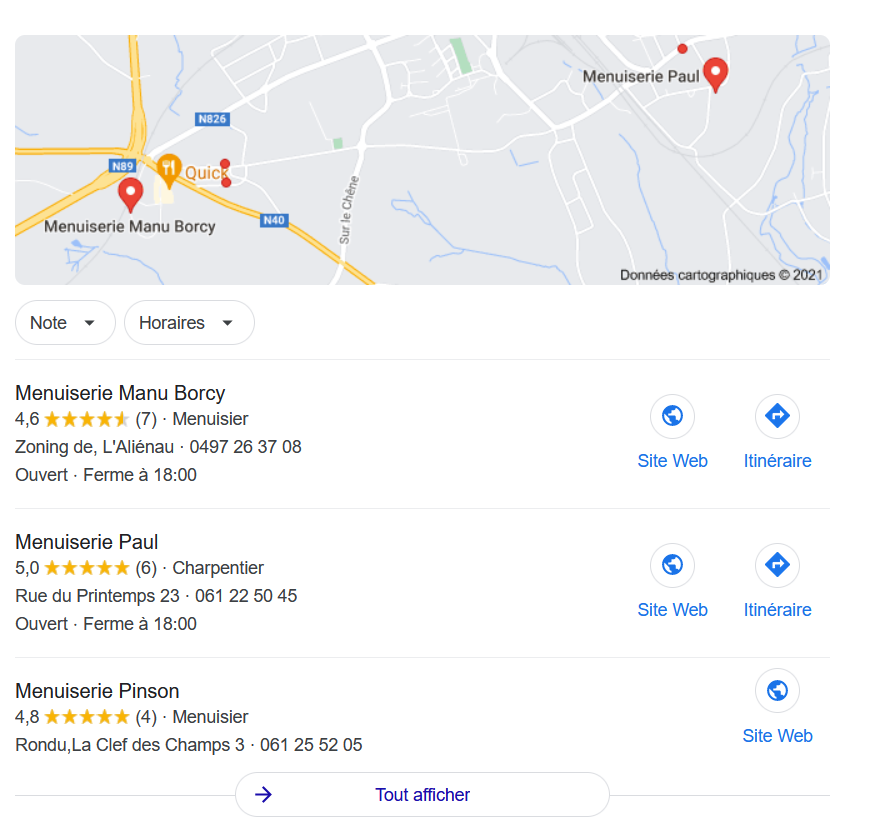 Menuiserie Paul
N826
N89
Quick
Menuiserie Manu Borcy
N40
Sur le Chêne
Données cartographiques © 2021
Note
Horaires
Menuiserie Manu Borcy
4,6 (7) · Menuisier
Zoning de, L'Aliénau · 0497 26 37 08
Ouvert · Ferme à 18:00
Site Web
Itinéraire
Menuiserie Paul
5,0 (6) · Charpentier
Rue du Printemps 23 · 061 22 50 45
Ouvert · Ferme à 18:00
Site Web
Itinéraire
Menuiserie Pinson
4,8 (4) · Menuisier
Rondu,La Clef des Champs 3 · 061 25 52 05
Site Web
Tout afficher